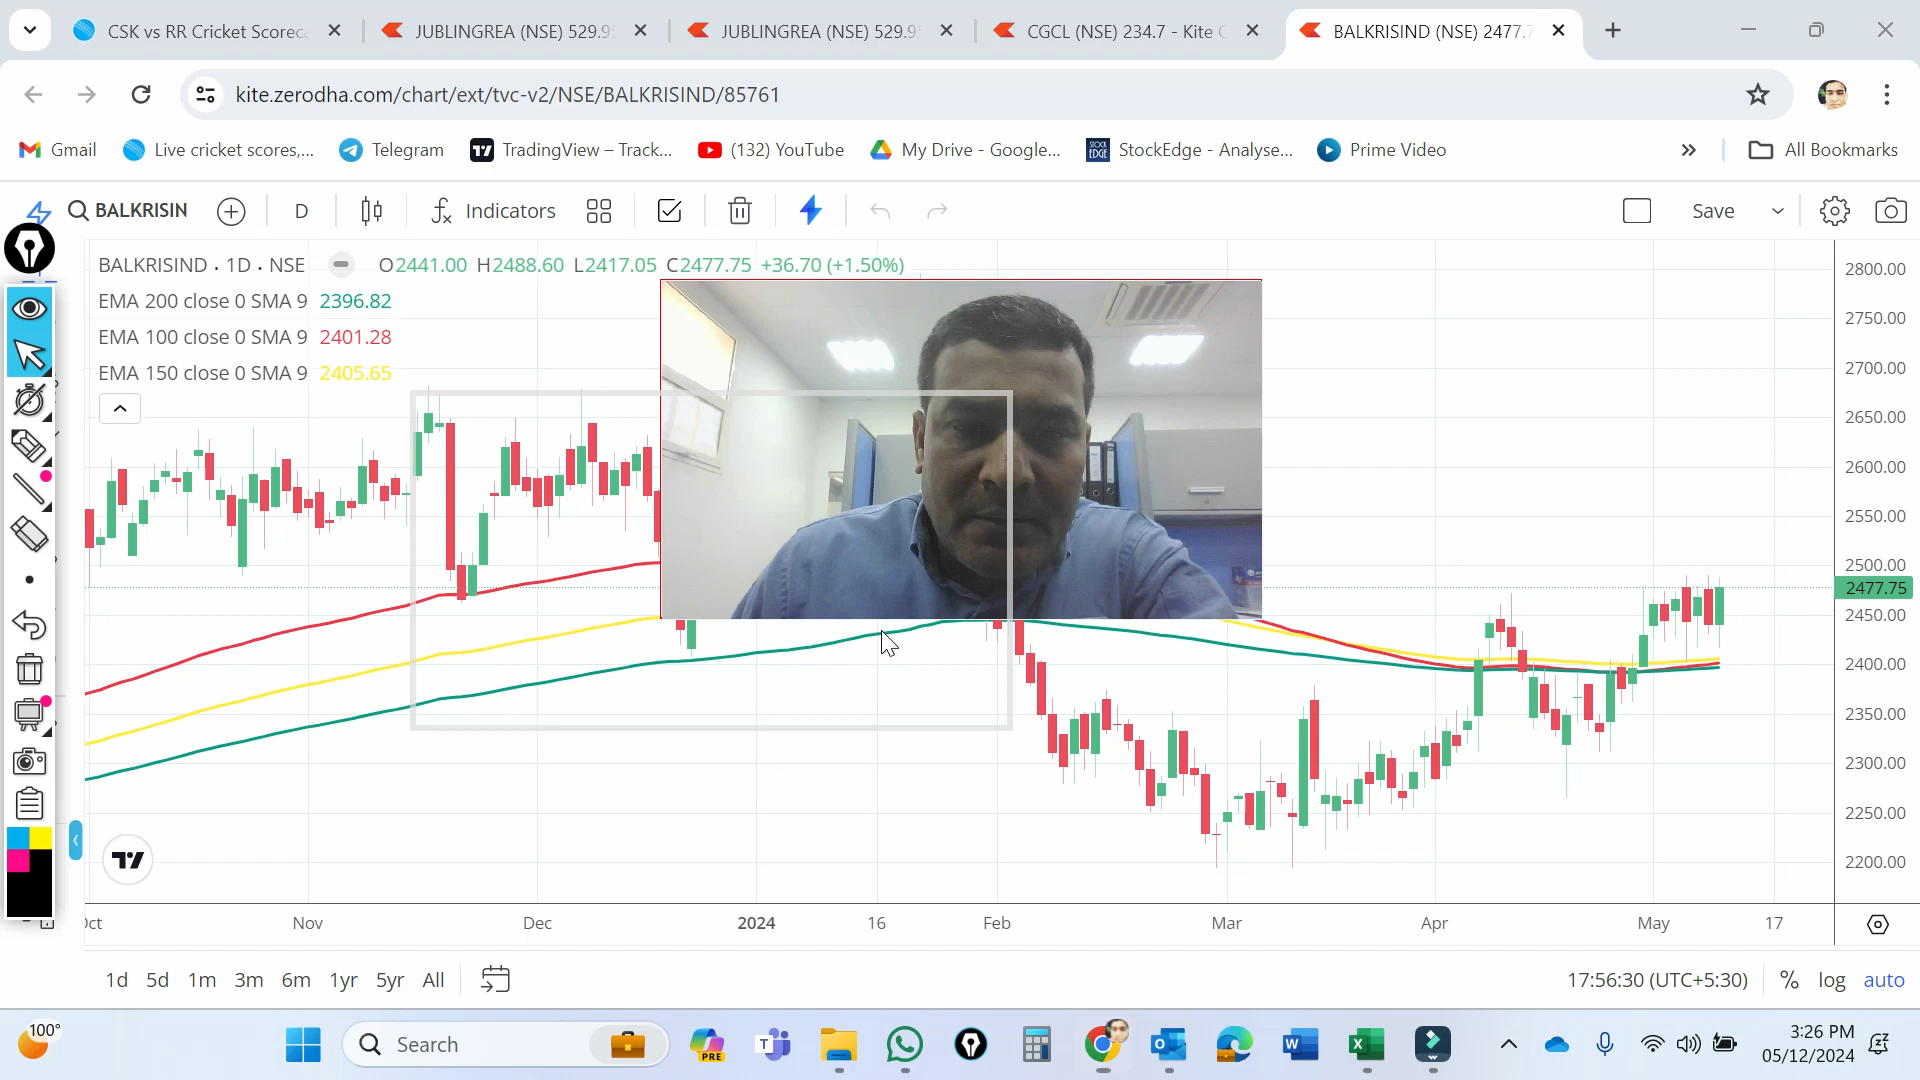 CSK vs RR Cricket Scoreca
JUBLINGREA (NSE) 529.9
JUBLINGREA (NSE) 529.9
CGCL (NSE) 234.7 - Kite C
BALKRISIND (NSE) 2477.7
kite.zerodha.com/chart/ext/tvc-v2/NSE/BALKRISIND/85761
Gmail
Live cricket scores,...
Telegram
TradingView – Track...
(132) YouTube
My Drive - Google...
STOCK EDGE
StockEdge - Analyse...
Prime Video
»
All Bookmarks
BALKRISIN
D
Indicators
Save
BALKRISIND · 1D · NSE
O2441.00 H2488.60 L2417.05 C2477.75 +36.70 (+1.50%)
EMA 200 close 0 SMA 9 2396.82
EMA 100 close 0 SMA 9 2401.28
EMA 150 close 0 SMA 9 2405.65
2800.00
2750.00
2700.00
2650.00
2600.00
2550.00
2500.00
2477.75
2450.00
2400.00
2350.00
2300.00
2250.00
2200.00
Oct
Nov
Dec
2024
16
Feb
Mar
Apr
May
17
1d 5d 1m 3m 6m 1yr 5yr All
17:56:30 (UTC+5:30)
% log auto
100°
Search
PRE
3:26 PM
05/12/2024